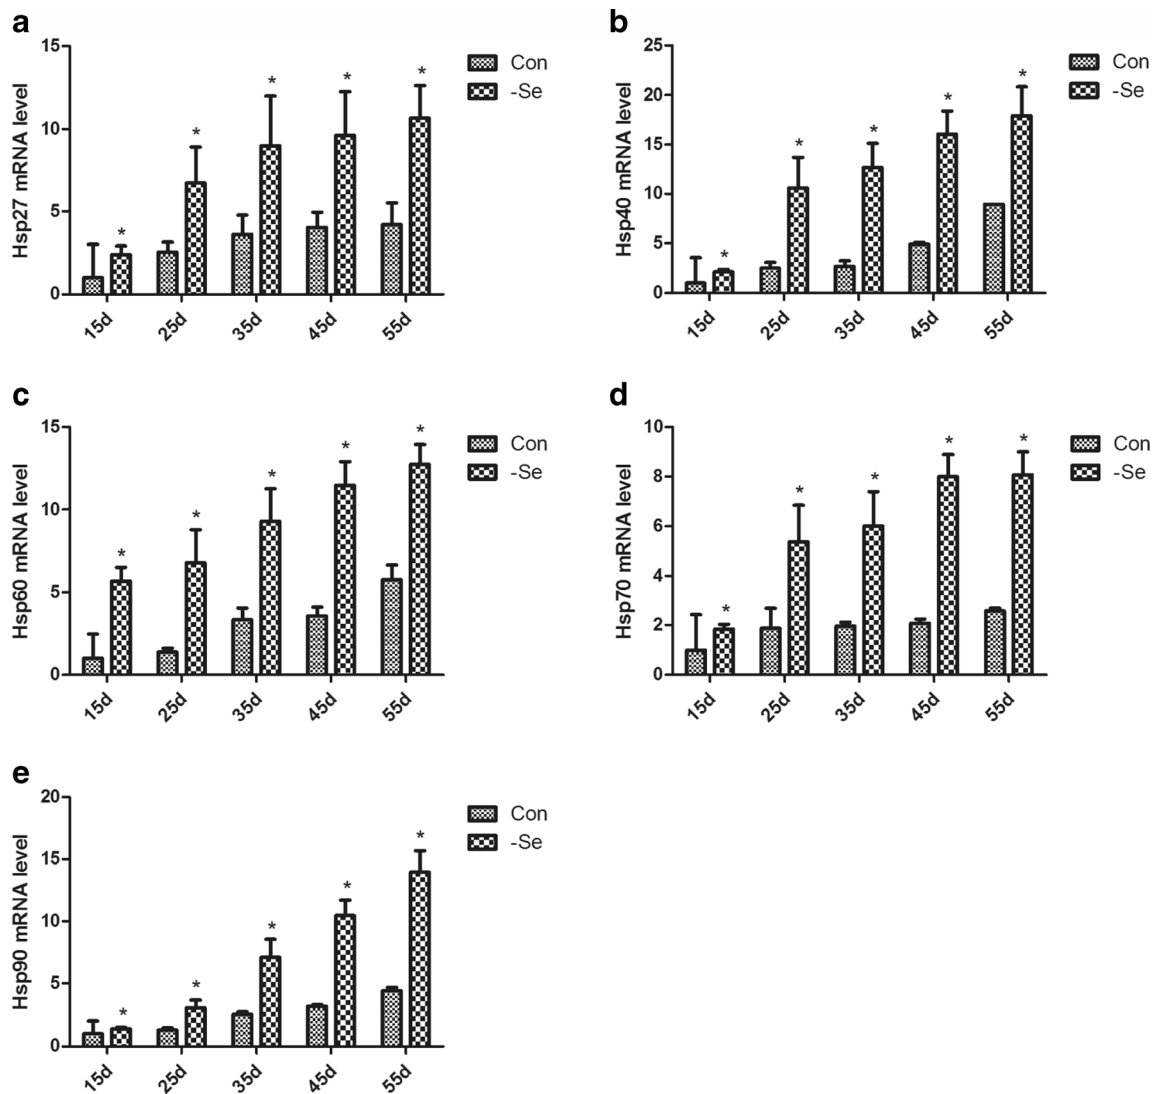 a
Hsp27 mRNA level
15
10
5
0
* * * * *
15d 25d 35d 45d 55d
Con
-Se
b
Hsp40 mRNA level
25
20
15
10
5
0
* * * * *
15d 25d 35d 45d 55d
Con
-Se
c
Hsp60 mRNA level
15
10
5
0
* * * * *
15d 25d 35d 45d 55d
Con
-Se
d
Hsp70 mRNA level
10
8
6
4
2
0
* * * * *
15d 25d 35d 45d 55d
Con
-Se
e
Hsp90 mRNA level
20
15
10
5
0
* * * * *
15d 25d 35d 45d 55d
Con
-Se